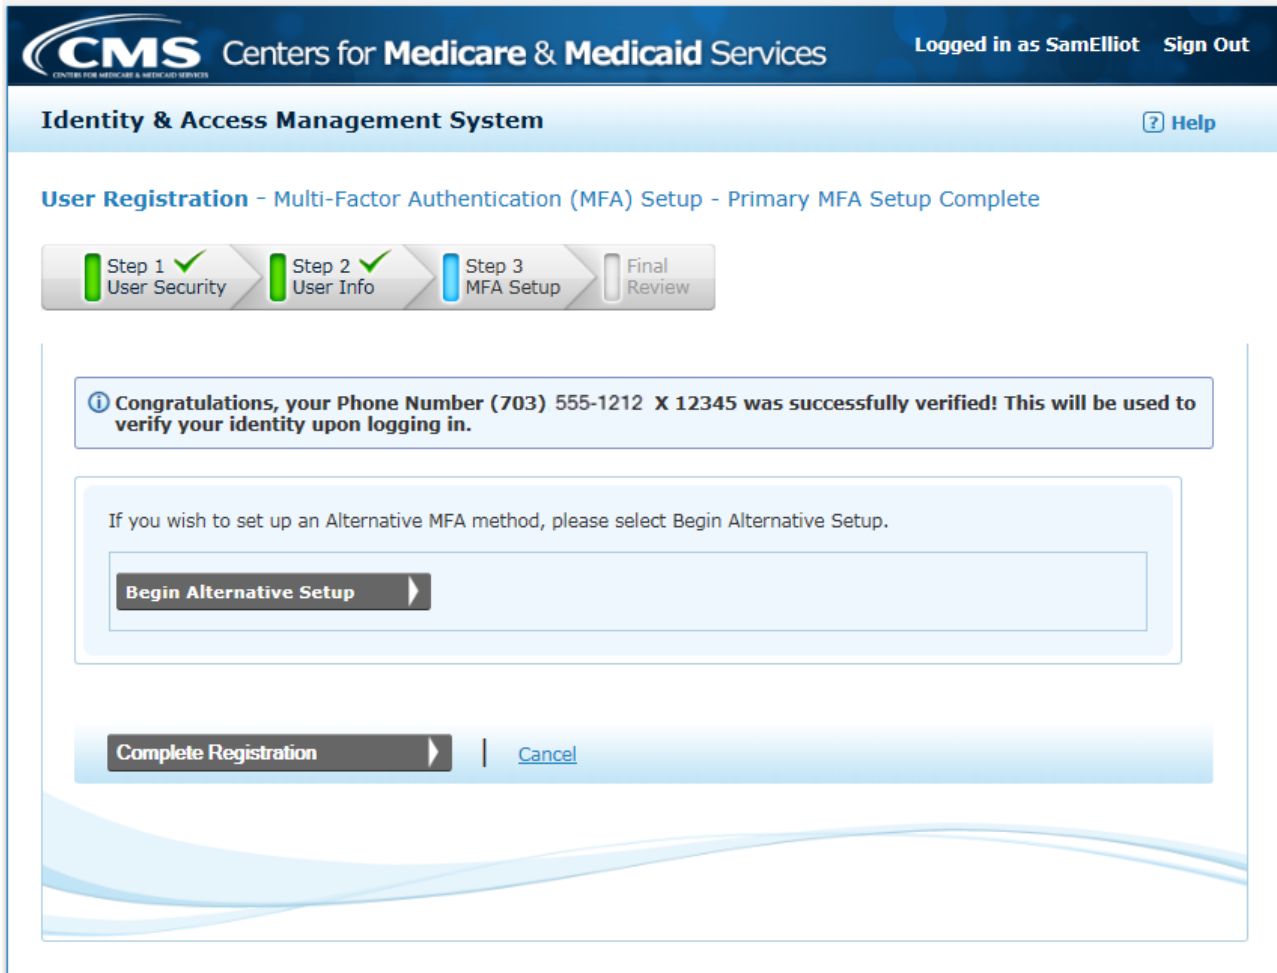 CMS Centers for Medicare & Medicaid Services Logged in as SamElliot Sign Out
CENTERS FOR MEDICARE & MEDICAID SERVICES
Identity & Access Management System ? Help
User Registration - Multi-Factor Authentication (MFA) Setup - Primary MFA Setup Complete
Step 1 Step 2 Step 3 Final
User Security User Info MFA Setup Review
Congratulations, your Phone Number (703) 555-1212 X 12345 was successfully verified! This will be used to
verify your identity upon logging in.
If you wish to set up an Alternative MFA method, please select Begin Alternative Setup.
Begin Alternative Setup
Complete Registration | Cancel